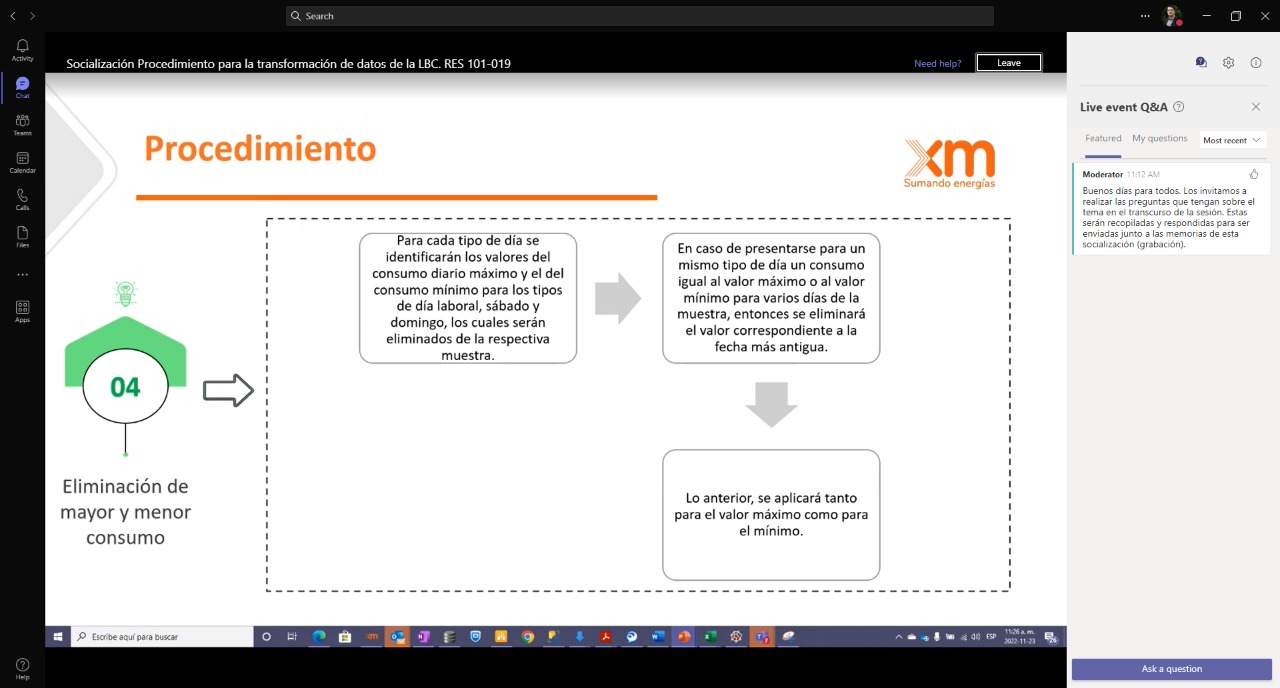 Search
Activity
Chat
Teams
Calendar
Calls
Files
Apps
Help
Socialización Procedimiento para la transformación de datos de la LBC. RES 101-019
Need help?
Leave
Procedimiento
xm
Sumando energías
04
Eliminación de
mayor y menor
consumo
Para cada tipo de día se
identificarán los valores del
consumo diario máximo y el del
consumo mínimo para los tipos
de día laboral, sábado y
domingo, los cuales serán
eliminados de la respectiva
muestra.
En caso de presentarse para un
mismo tipo de día un consumo
igual al valor máximo o al valor
mínimo para varios días de la
muestra, entonces se eliminará
el valor correspondiente a la
fecha más antigua.
Lo anterior, se aplicará tanto
para el valor máximo como para
el mínimo.
Escribe aquí para buscar
ESP
11:26 a. m.
2022-11-23
Live event Q&A
Featured
My questions
Most recent
Moderator 11:12 AM
Buenos días para todos. Los invitamos a
realizar las preguntas que tengan sobre el
tema en el transcurso de la sesión. Estas
serán recopiladas y respondidas para ser
enviadas junto a las memorias de esta
socialización (grabación).
Ask a question